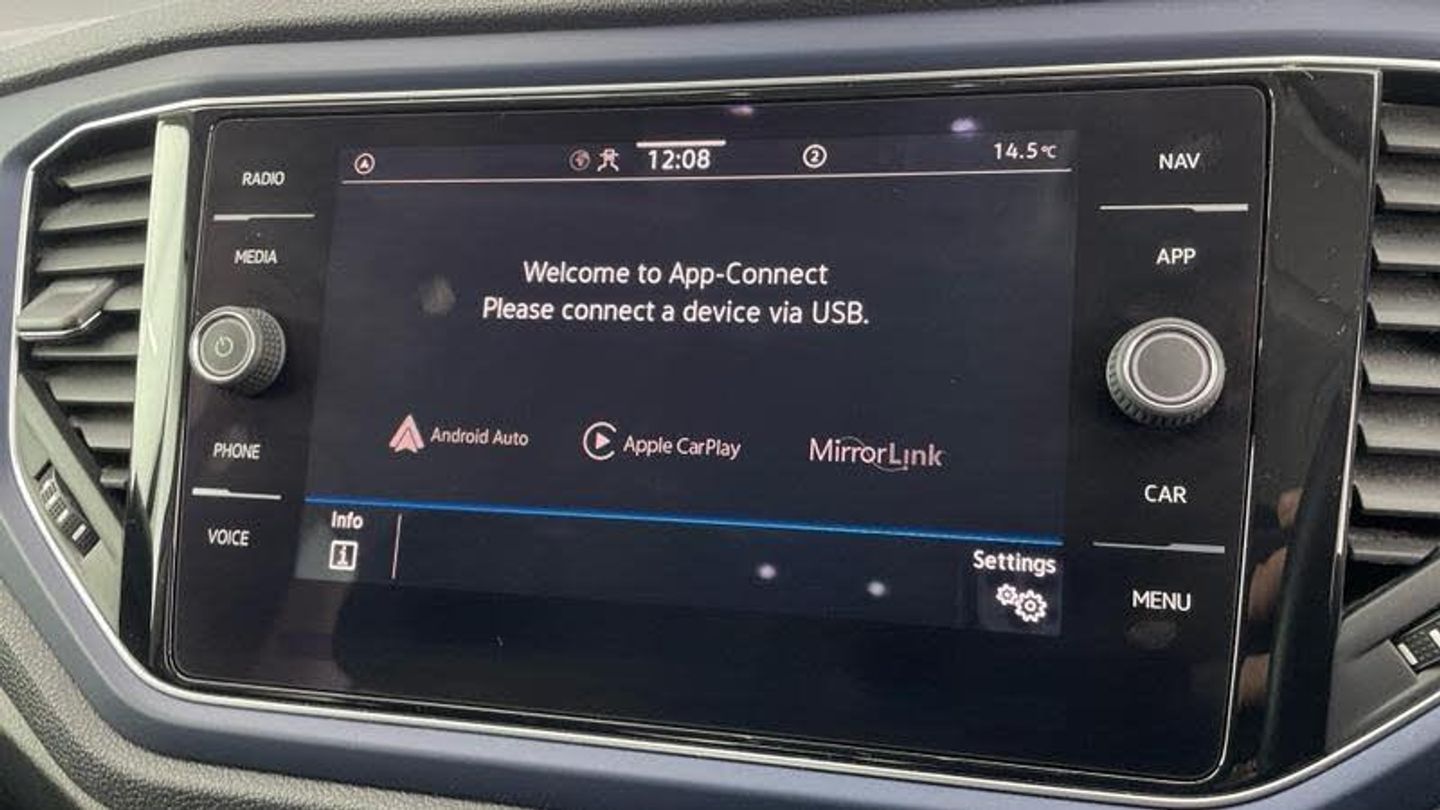 12:08
2
14.5°C
RADIO
MEDIA
PHONE
VOICE
Welcome to App-Connect
Please connect a device via USB.
Android Auto
Apple CarPlay
MirrorLink
Info
i
Settings
NAV
APP
CAR
MENU